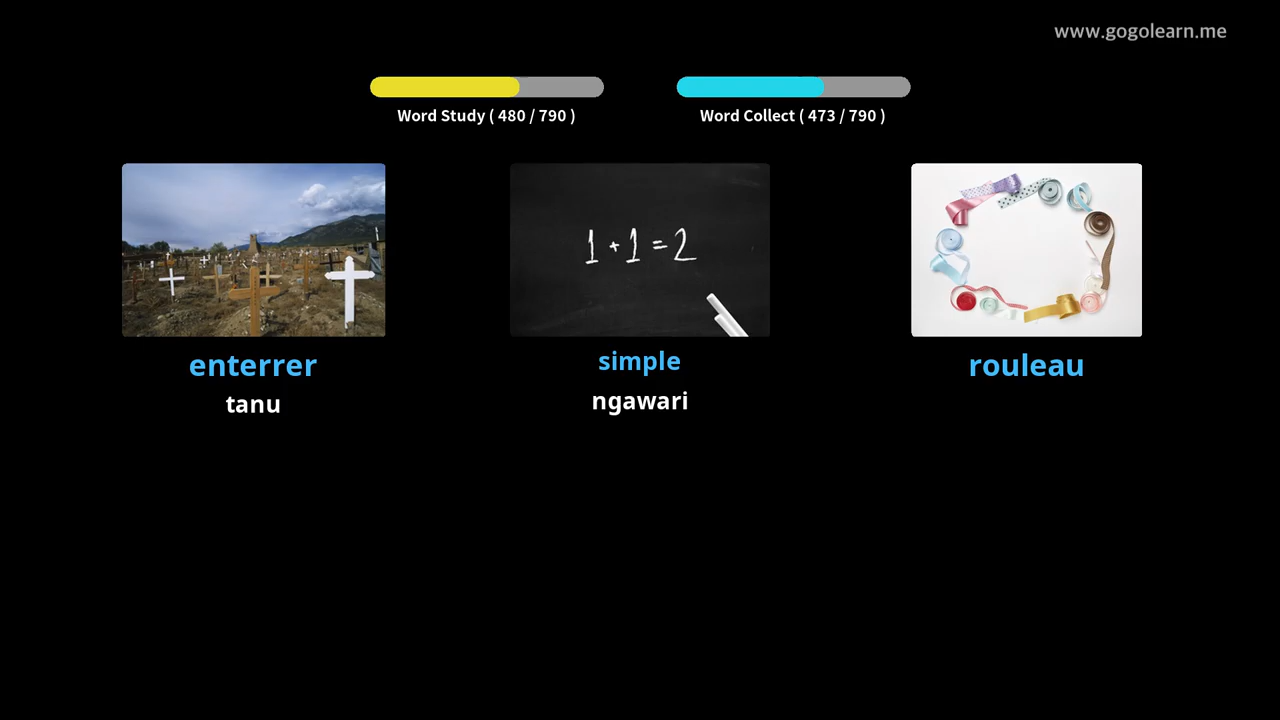 www.gogolearn.me
Word Study ( 480 / 790 )
Word Collect ( 473 / 790 )
1 + 1 = 2
enterrer
tanu
simple
ngawari
rouleau